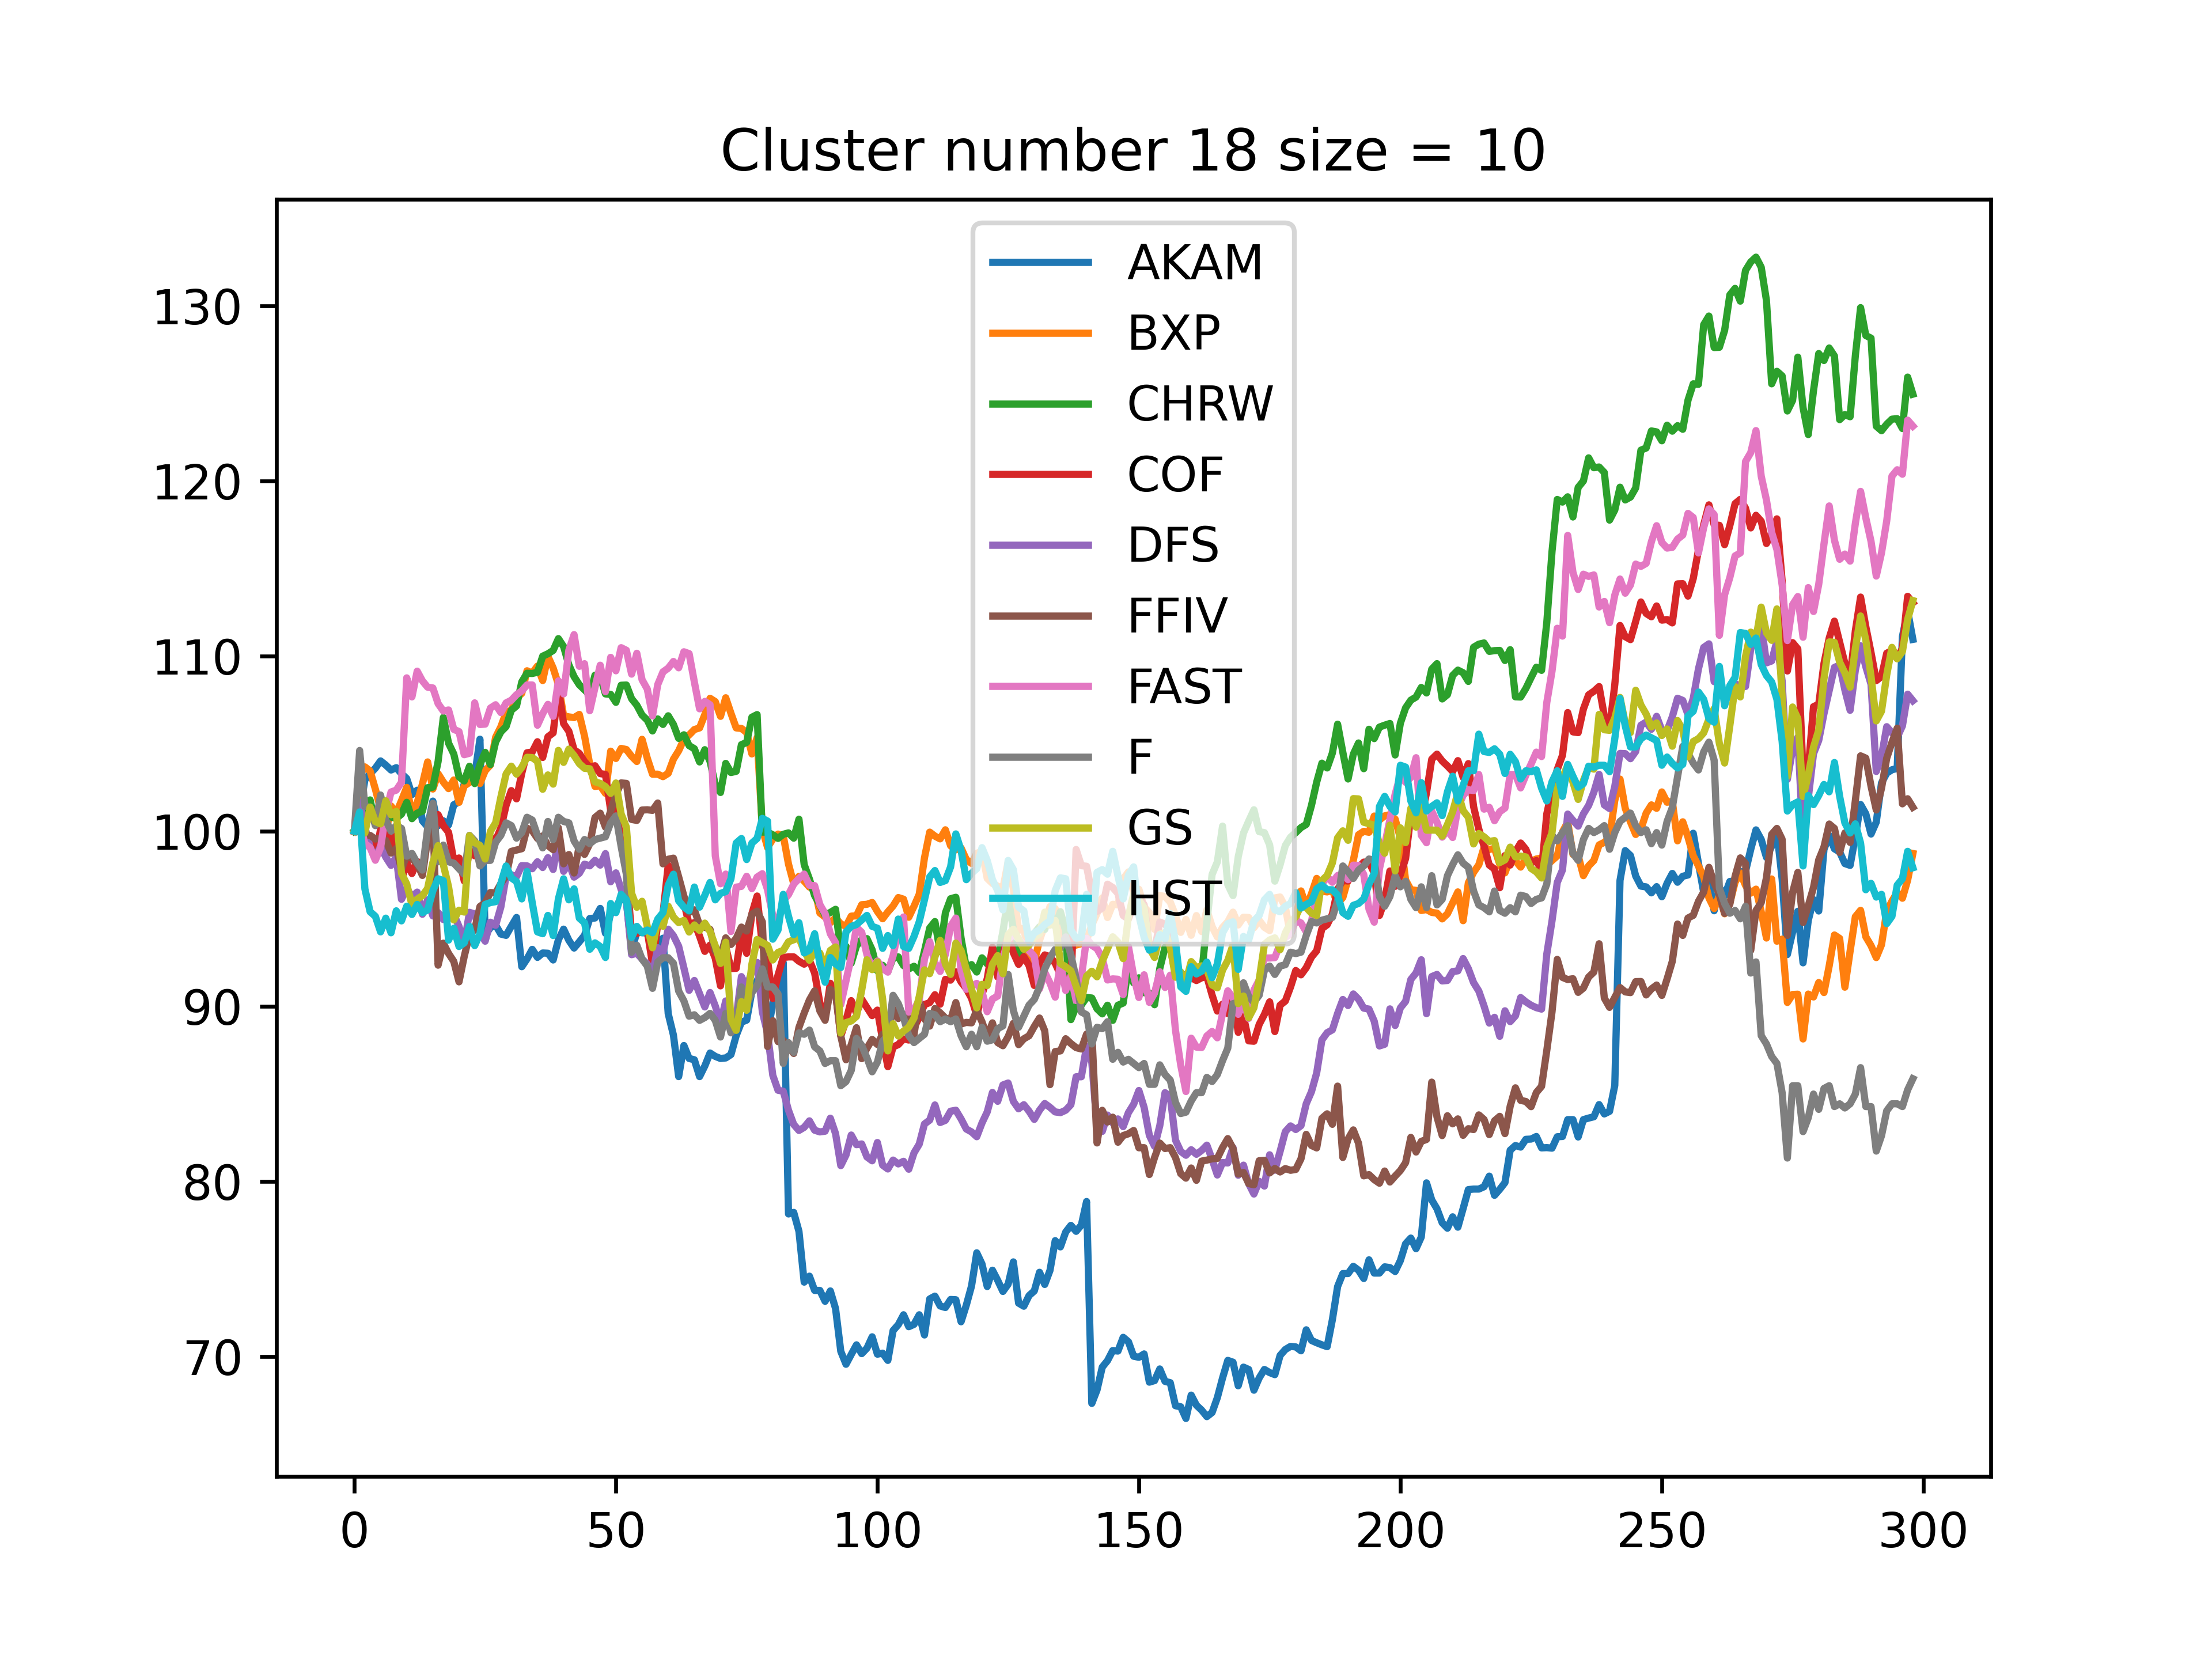 Cluster number 18 size = 10
AKAM
BXP
CHRW
COF
DFS
FFIV
FAST
F
GS
HST
130
120
110
100
90
80
70
0 50 100 150 200 250 300